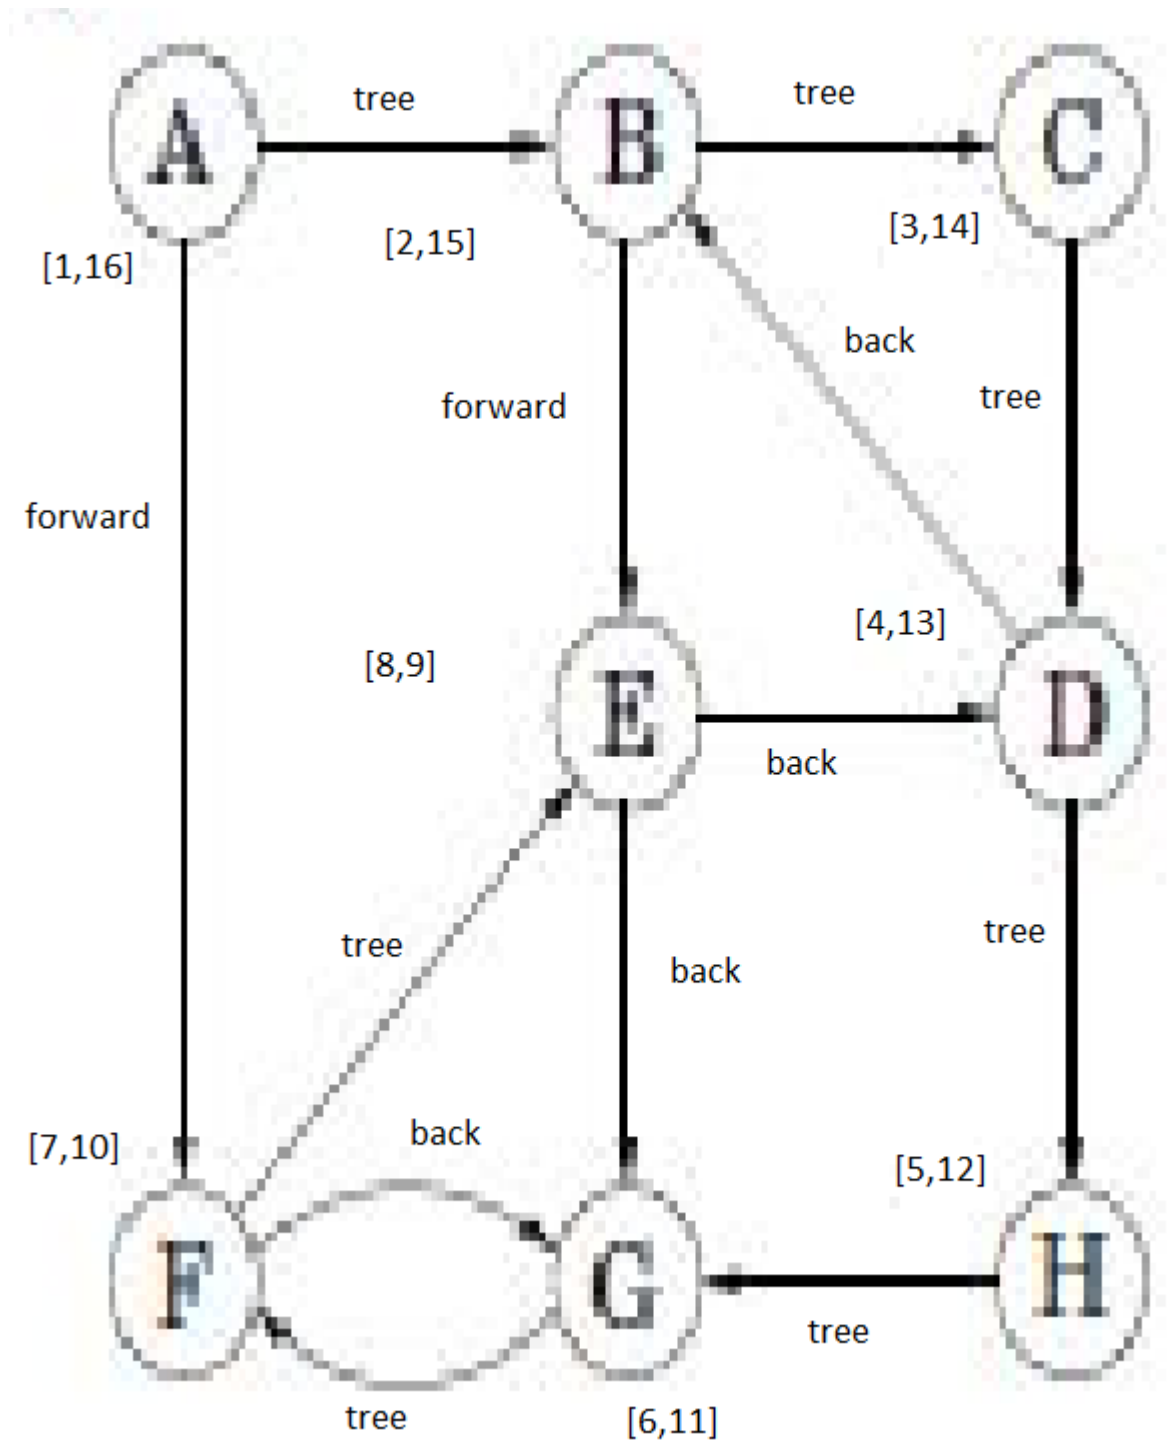 tree
tree
A
B
C
[1,16]
[2,15]
[3,14]
back
tree
forward
forward
[4,13]
[8,9]
E
D
back
tree
tree
back
back
[7,10]
[5,12]
F
G
H
tree
tree
[6,11]